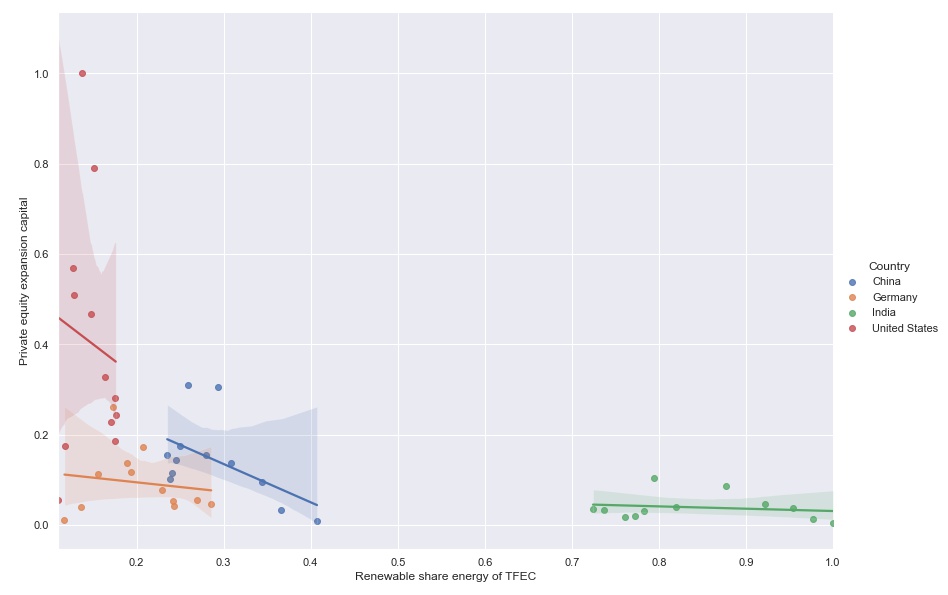 1.0
0.8
0.6
0.4
0.2
0.0
Private equity expansion capital
0.2 0.3 0.4 0.5 0.6 0.7 0.8 0.9 1.0
Renewable share energy of TFEC
Country
China
Germany
India
United States